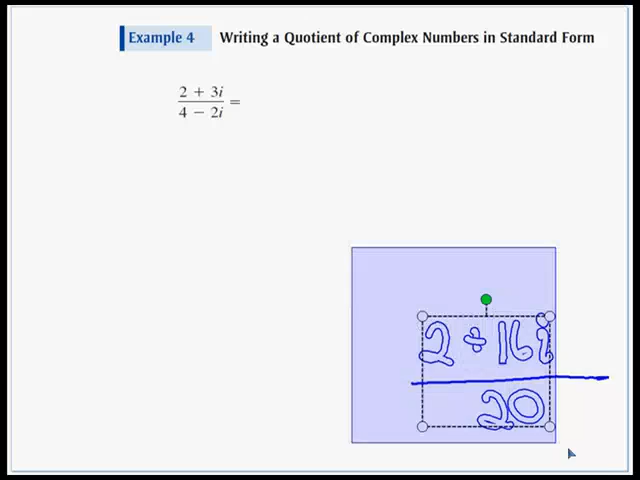 Example 4 Writing a Quotient of Complex Numbers in Standard Form
2 + 3i
4 − 2i =
2 + 16i
20